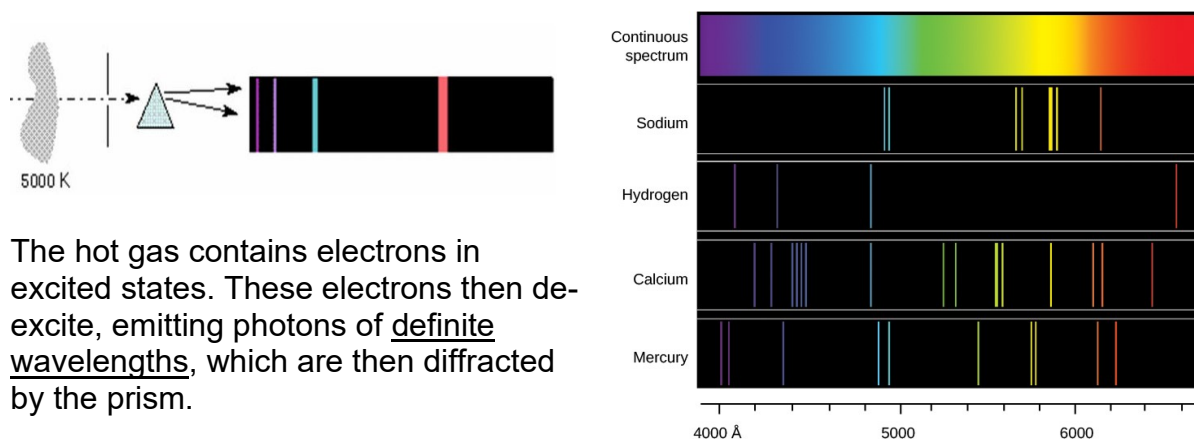 5000 K
The hot gas contains electrons in
excited states. These electrons then de-
excite, emitting photons of definite
wavelengths, which are then diffracted
by the prism.
Continuous
spectrum
Sodium
Hydrogen
Calcium
Mercury
4000 Å 5000 6000